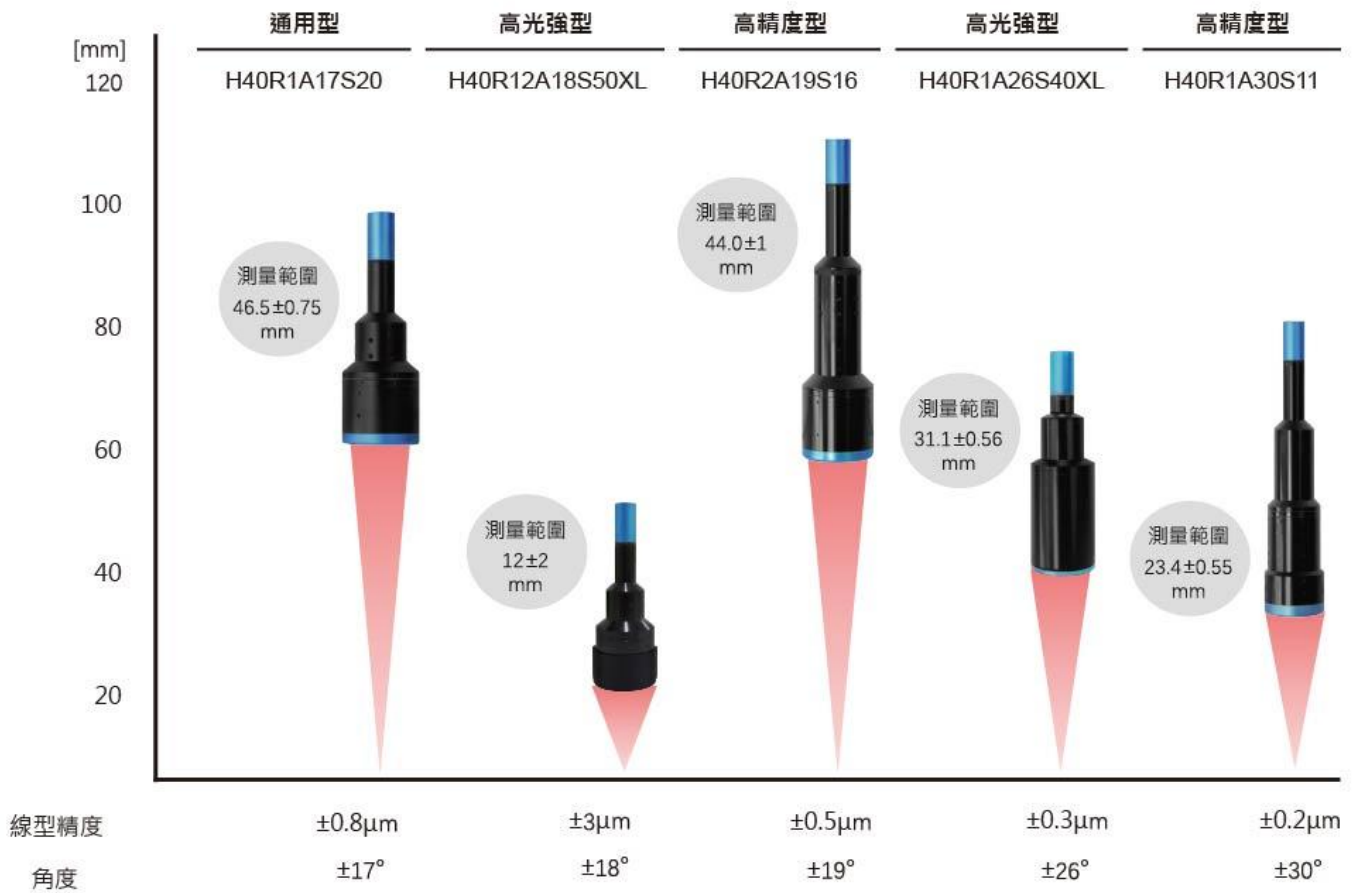 通用型 高光強型 高精度型 高光強型 高精度型
[mm]
H40R1A17S20 H40R12A18S50XL H40R2A19S16 H40R1A26S40XL H40R1A30S11
120
100
80
60
40
20
測量範圍
46.5±0.75
mm
測量範圍
12±2
mm
測量範圍
44.0±1
mm
測量範圍
31.1±0.56
mm
測量範圍
23.4±0.55
mm
線型精度 ±0.8μm ±3μm ±0.5μm ±0.3μm ±0.2μm
角度 ±17° ±18° ±19° ±26° ±30°